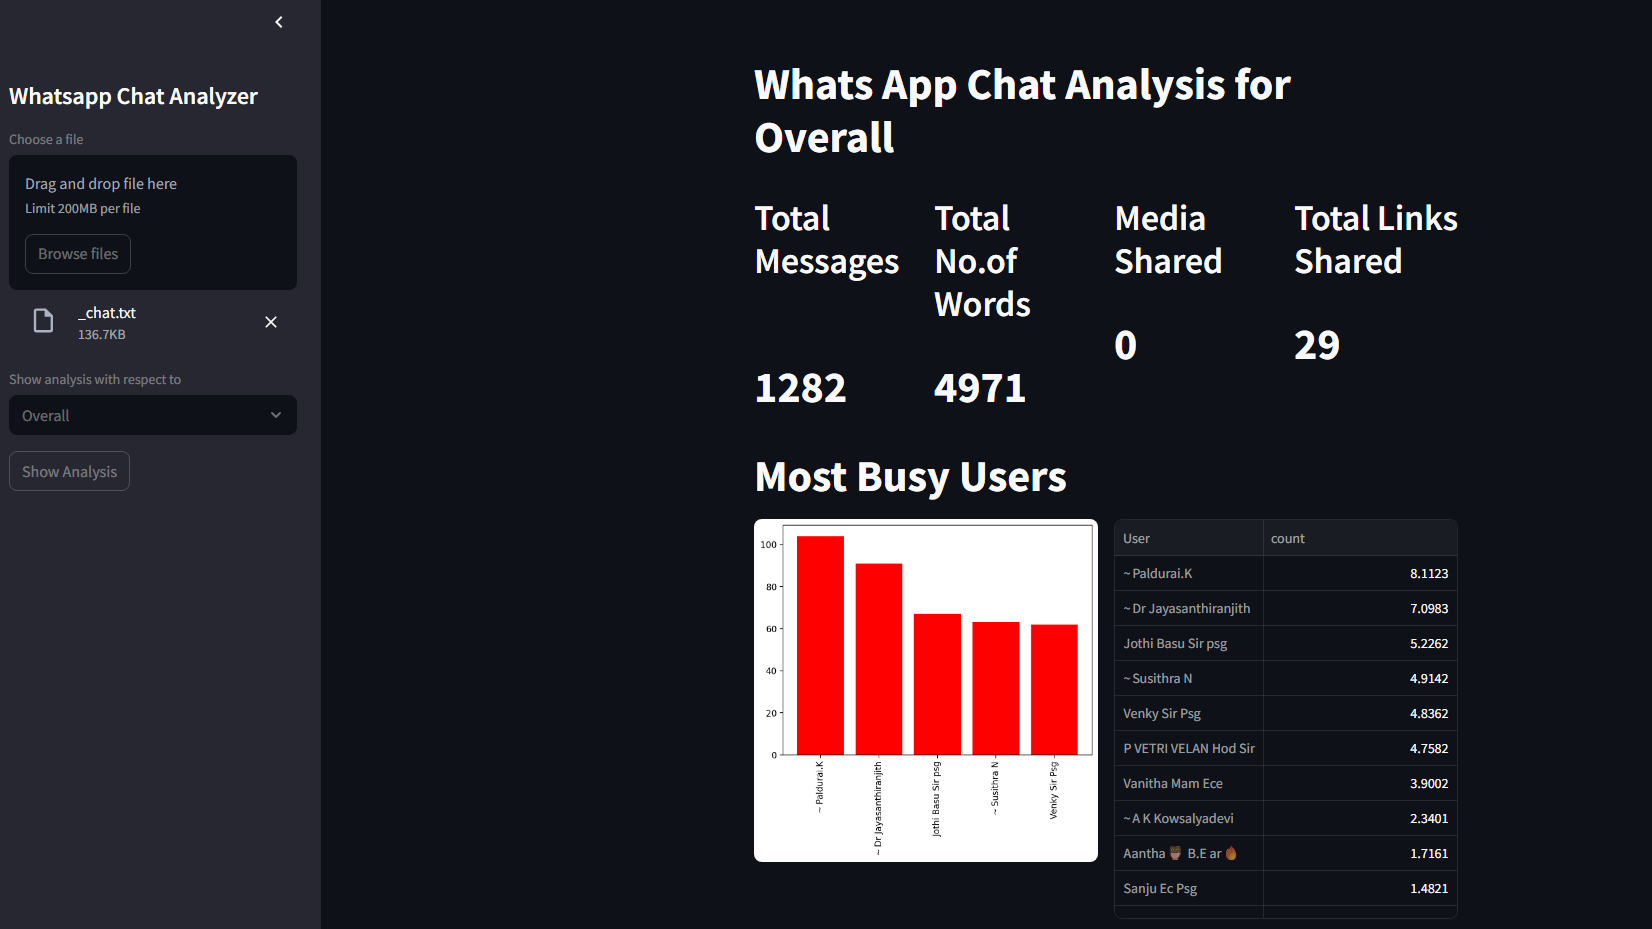 Whatsapp Chat Analyzer
Choose a file
Drag and drop file here
Limit 200MB per file
Browse files
_chat.txt
136.7KB
Show analysis with respect to
Overall
Show Analysis
Whats App Chat Analysis for
Overall
Total
Messages
1282
Total
No.of
Words
4971
Media
Shared
0
Total Links
Shared
29
Most Busy Users
100
80
60
40
20
0
~ Paldurai.K
~ Dr Jayasanthiranjith
Jothi Basu Sir psg
~ Susithra N
Venky Sir Psg
User count
~ Paldurai.K 8.1123
~ Dr Jayasanthiranjith 7.0983
Jothi Basu Sir psg 5.2262
~ Susithra N 4.9142
Venky Sir Psg 4.8362
P VETRI VELAN Hod Sir 4.7582
Vanitha Mam Ece 3.9002
~ A K Kowsalyadevi 2.3401
Aantha B.E ar 1.7161
Sanju Ec Psg 1.4821